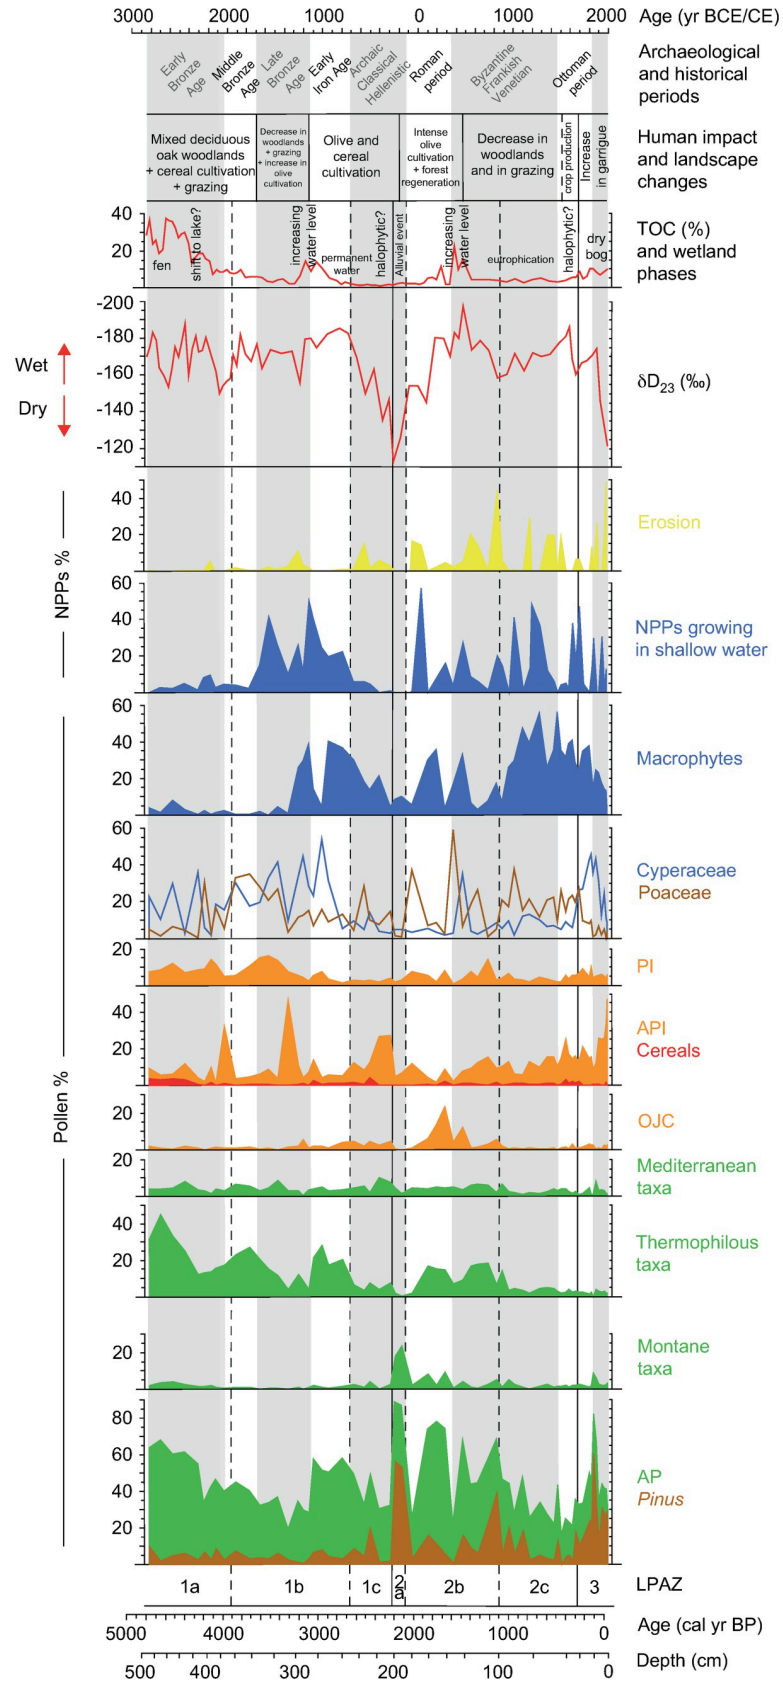 3000 2000 1000 0 1000 2000 Age (yr BCE/CE)
Early
Bronze
Age
Middle
Bronze
Age
Late
Bronze
Age
Early
Iron Age
Archaic
Classical
Hellenistic
Roman
period
Byzantine
Frankish
Venetian
Ottoman
period
Archaeological
and historical
periods
Mixed deciduous
oak woodlands
+ cereal cultivation
+ grazing
Decrease in
woodlands
+ grazing
+ increase in
olive
cultivation
Olive and
cereal
cultivation
Intense
olive
cultivation
+ forest
regeneration
Decrease in
woodlands
and in grazing
crop production
Increase
in garrigue
Human impact
and landscape
changes
40
20
fen
shift to lake?
increasing
water level
permanent
water
halophytic?
Alluvial event
increasing
water level
eutrophication
halophytic?
dry
bog
TOC (%)
and wetland
phases
-200
-180
-160
-140
-120
Wet
Dry
δD23 (‰)
40
20
Erosion
NPPs %
60
40
20
NPPs growing
in shallow water
60
40
20
Macrophytes
60
40
20
Cyperaceae
Poaceae
20
PI
40
20
API
Cereals
Pollen %
20
OJC
20
Mediterranean
taxa
40
20
Thermophilous
taxa
20
Montane
taxa
80
60
40
20
AP
Pinus
1a 1b 1c 2a 2b 2c 3 LPAZ
5000 4000 3000 2000 1000 0 Age (cal yr BP)
500 400 300 200 100 0 Depth (cm)